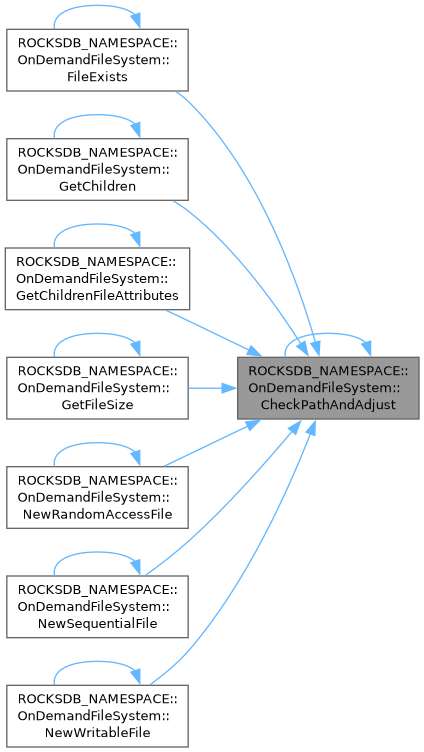 ROCKSDB_NAMESPACE::
OnDemandFileSystem::
FileExists
ROCKSDB_NAMESPACE::
OnDemandFileSystem::
GetChildren
ROCKSDB_NAMESPACE::
OnDemandFileSystem::
GetChildrenFileAttributes
ROCKSDB_NAMESPACE::
OnDemandFileSystem::
GetFileSize
ROCKSDB_NAMESPACE::
OnDemandFileSystem::
CheckPathAndAdjust
ROCKSDB_NAMESPACE::
OnDemandFileSystem::
NewRandomAccessFile
ROCKSDB_NAMESPACE::
OnDemandFileSystem::
NewSequentialFile
ROCKSDB_NAMESPACE::
OnDemandFileSystem::
NewWritableFile